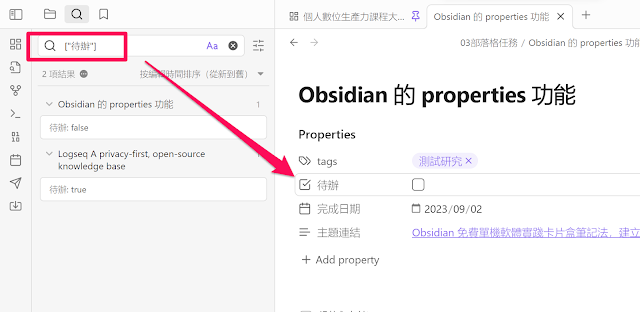 個人數位生產力課程大...
Obsidian 的 properties 功能
["待辦"]
Aa
2 項結果
按編輯時間排序（從新到舊）
Obsidian 的 properties 功能
1
待辦: false
Logseq A privacy-first, open-source
knowledge base
待辦: true
03部落格任務 / Obsidian 的 properties 功能
Obsidian 的 properties 功能
Properties
tags
測試研究
待辦
完成日期
2023/09/02
主題連結
Obsidian 免費單機軟體實踐卡片盒筆記法，建立
Add property